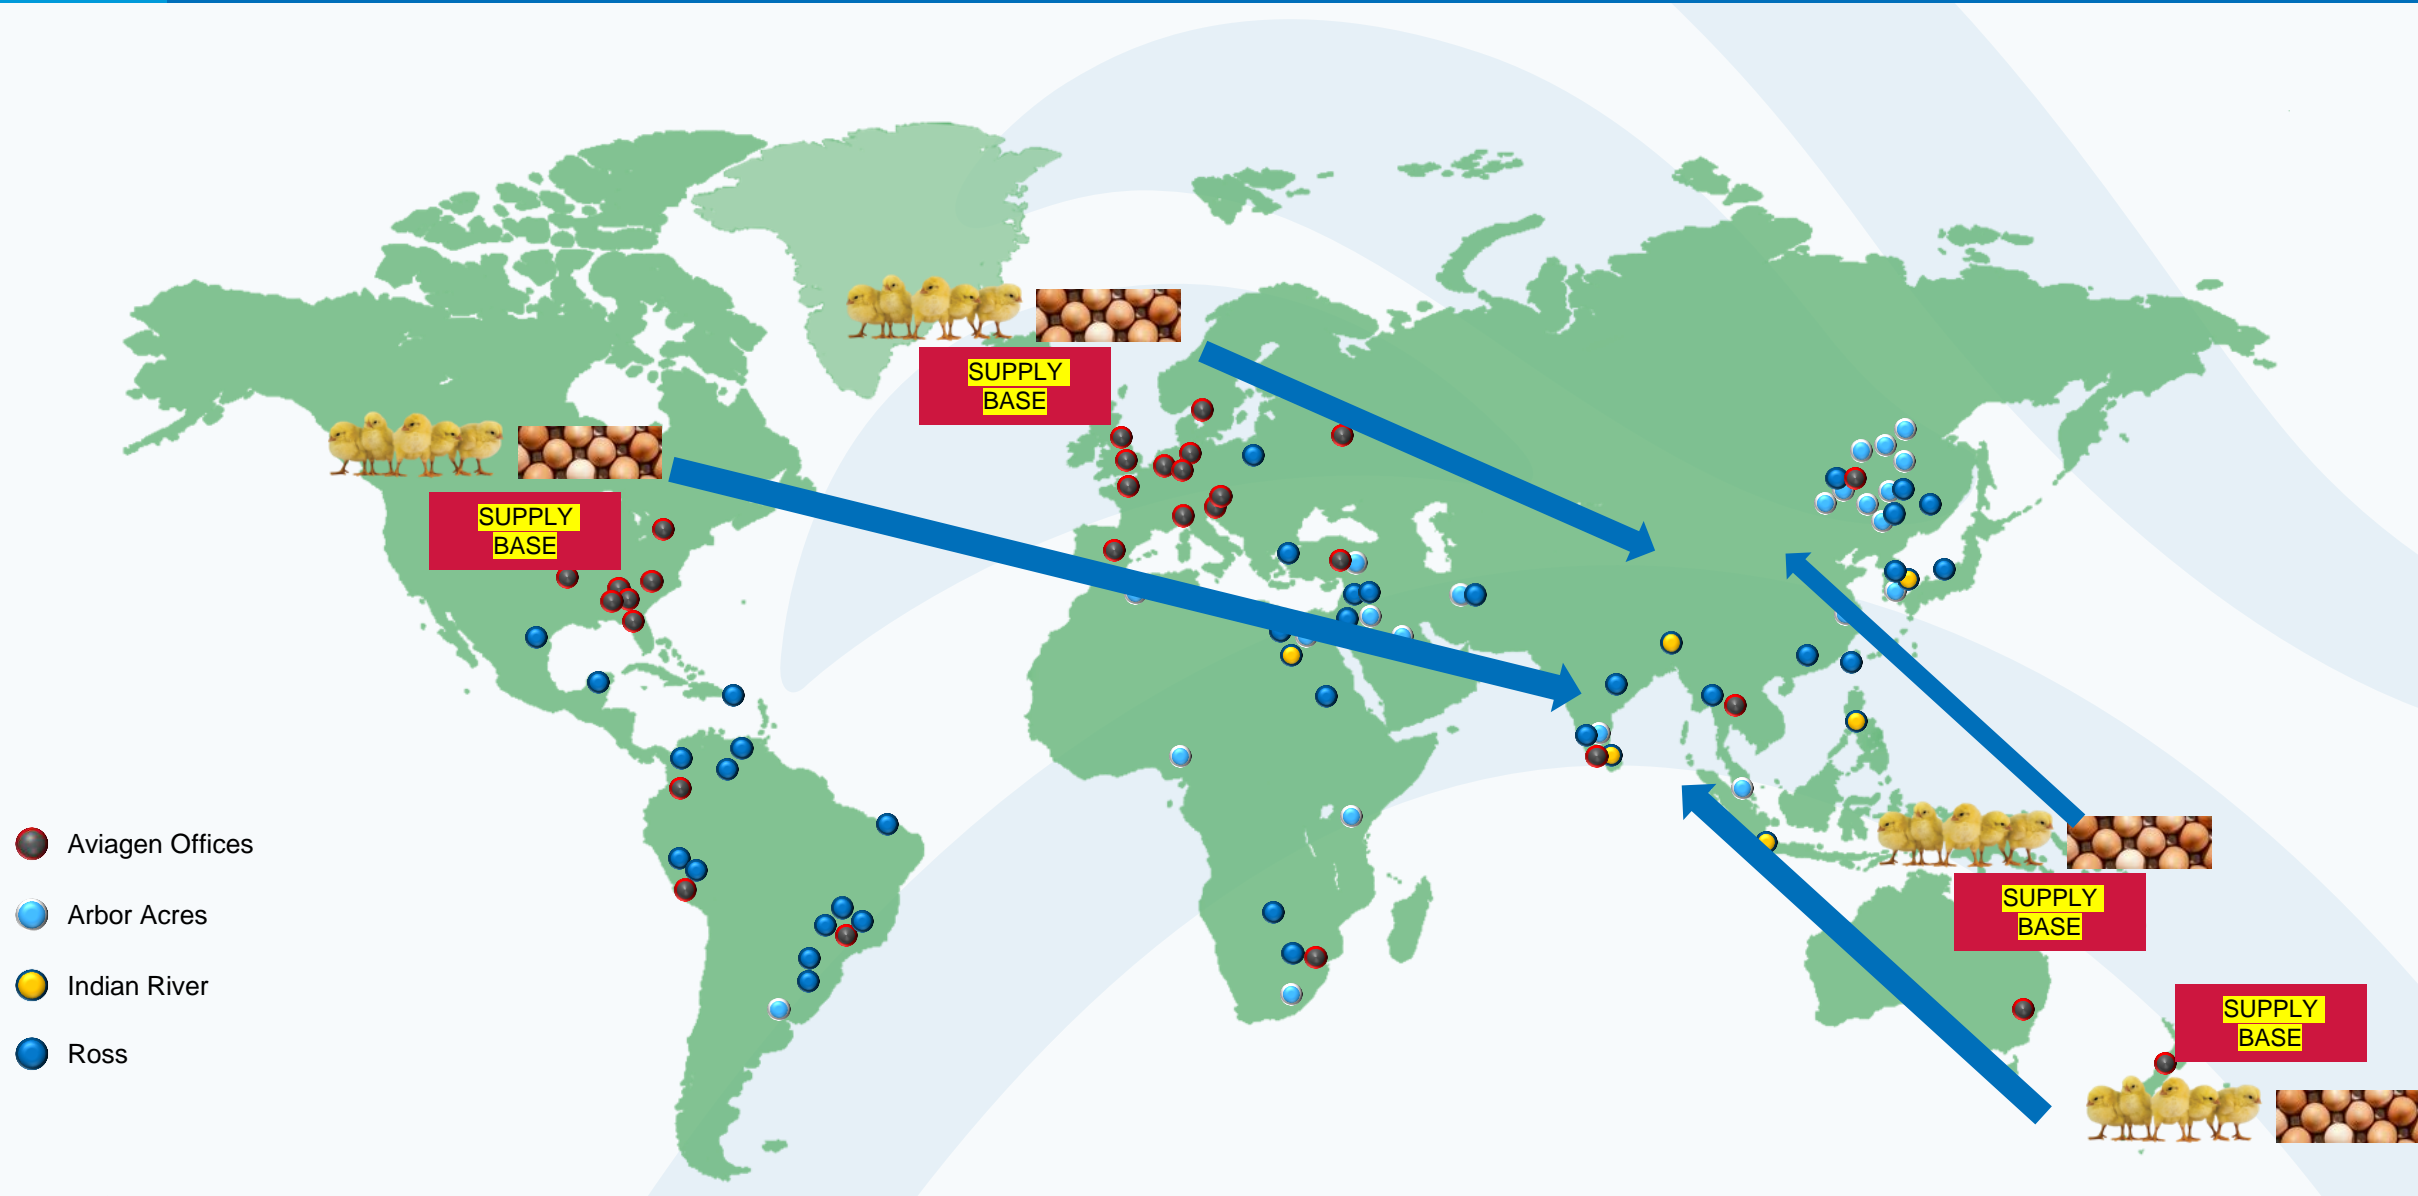 SUPPLY
BASE
SUPPLY
BASE
Aviagen Offices
Arbor Acres
Indian River
Ross
SUPPLY
BASE
SUPPLY
BASE